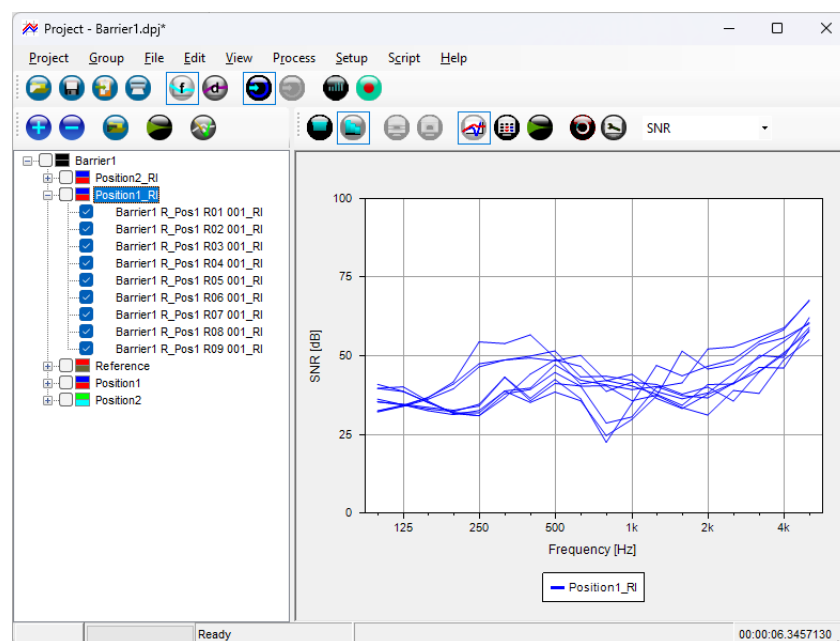 Project - Barrier1.dpj*
Project Group File Edit View Process Setup Script Help
f d
SNR
Barrier1
Position2_RI
Position1_RI
Barrier1 R_Pos1 R01 001_RI
Barrier1 R_Pos1 R02 001_RI
Barrier1 R_Pos1 R03 001_RI
Barrier1 R_Pos1 R04 001_RI
Barrier1 R_Pos1 R05 001_RI
Barrier1 R_Pos1 R06 001_RI
Barrier1 R_Pos1 R07 001_RI
Barrier1 R_Pos1 R08 001_RI
Barrier1 R_Pos1 R09 001_RI
Reference
Position1
Position2
100
75
50
25
0
SNR [dB]
125 250 500 1k 2k 4k
Frequency [Hz]
Position1_RI
Ready
00:00:06.3457130